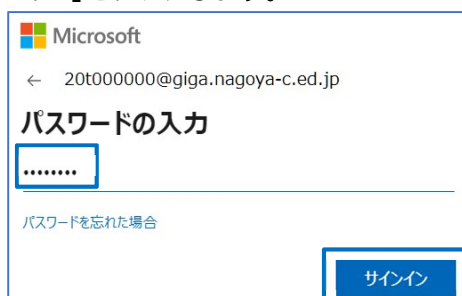 Microsoft
← 20t000000@giga.nagoya-c.ed.jp
パスワードの入力
........
パスワードを忘れた場合
サインイン